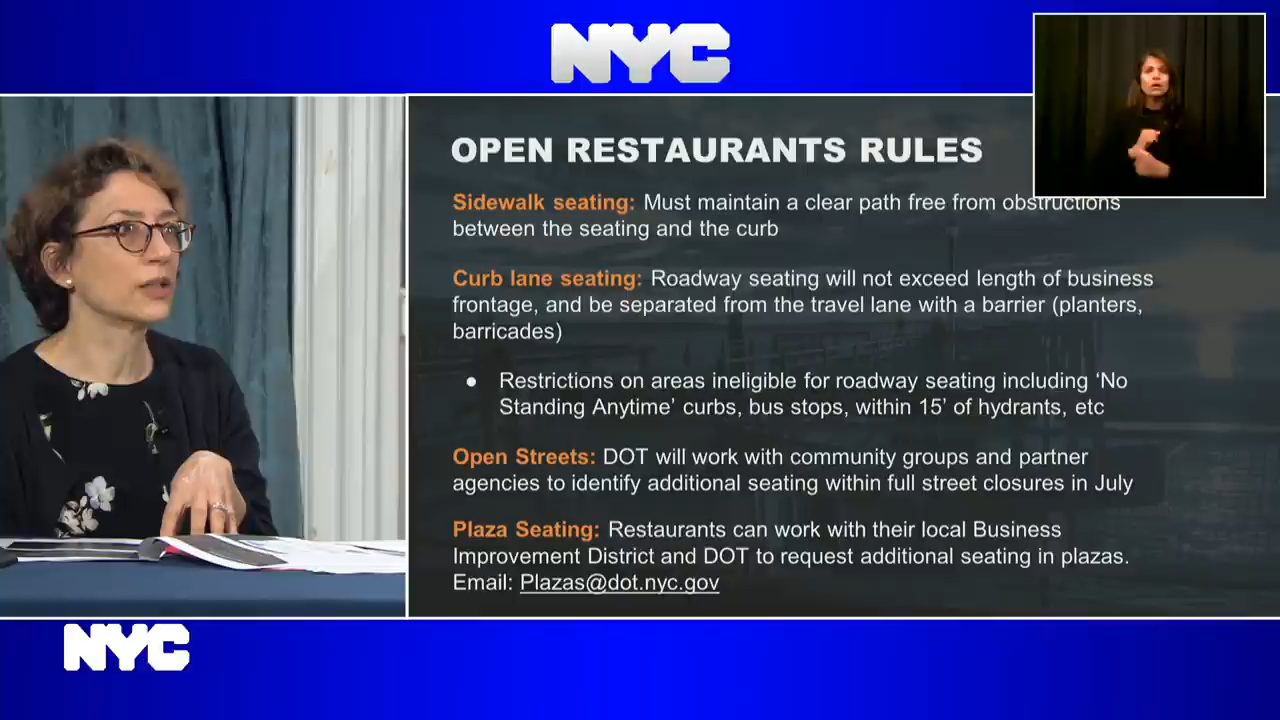 NYC
OPEN RESTAURANTS RULES
Sidewalk seating: Must maintain a clear path free from obstructions
between the seating and the curb
Curb lane seating: Roadway seating will not exceed length of business
frontage, and be separated from the travel lane with a barrier (planters,
barricades)
● Restrictions on areas ineligible for roadway seating including ‘No
Standing Anytime’ curbs, bus stops, within 15’ of hydrants, etc
Open Streets: DOT will work with community groups and partner
agencies to identify additional seating within full street closures in July
Plaza Seating: Restaurants can work with their local Business
Improvement District and DOT to request additional seating in plazas.
Email: Plazas@dot.nyc.gov
NYC